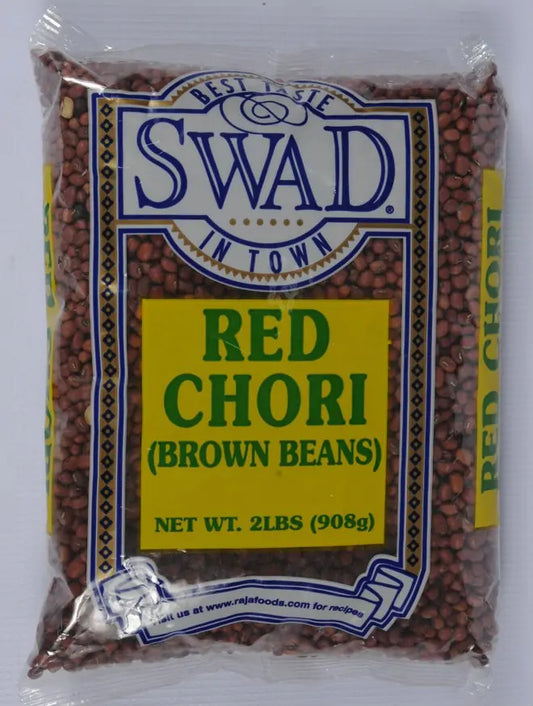 BEST TASTE
SWAD®
IN TOWN
RED
CHORI
(BROWN BEANS)
NET WT. 2LBS (908g)
Visit us at www.rajafoods.com for recipes
RED CHORI